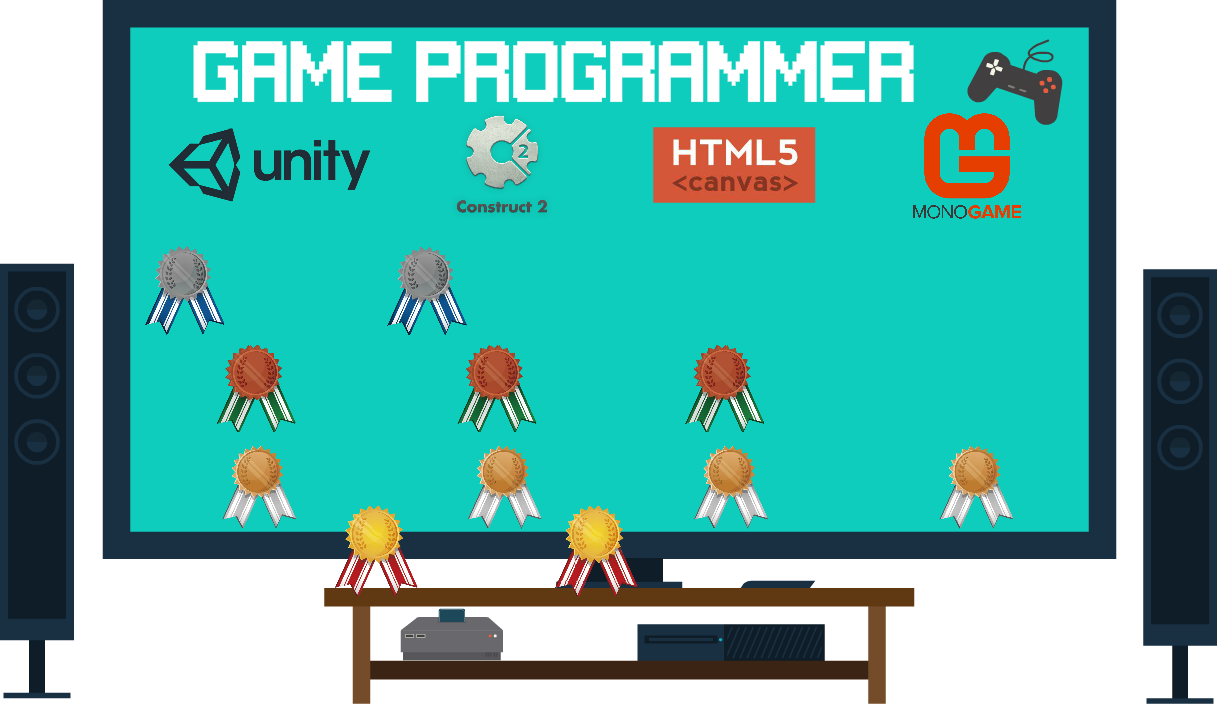 GAME PROGRAMMER
unity
2
Construct 2
HTML5
<canvas>
MONOGAME